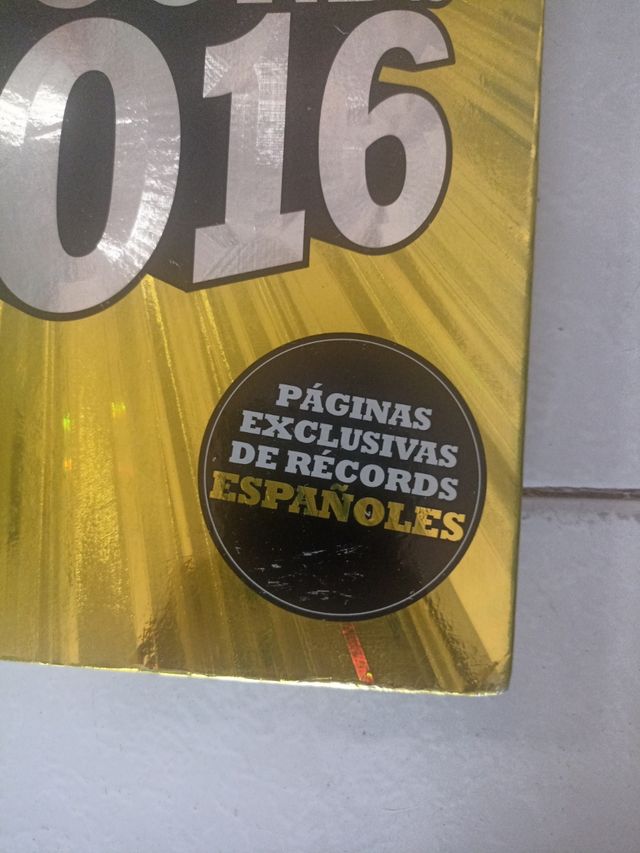 016
PÁGINAS
EXCLUSIVAS
DE RÉCORDS
ESPAÑOLES